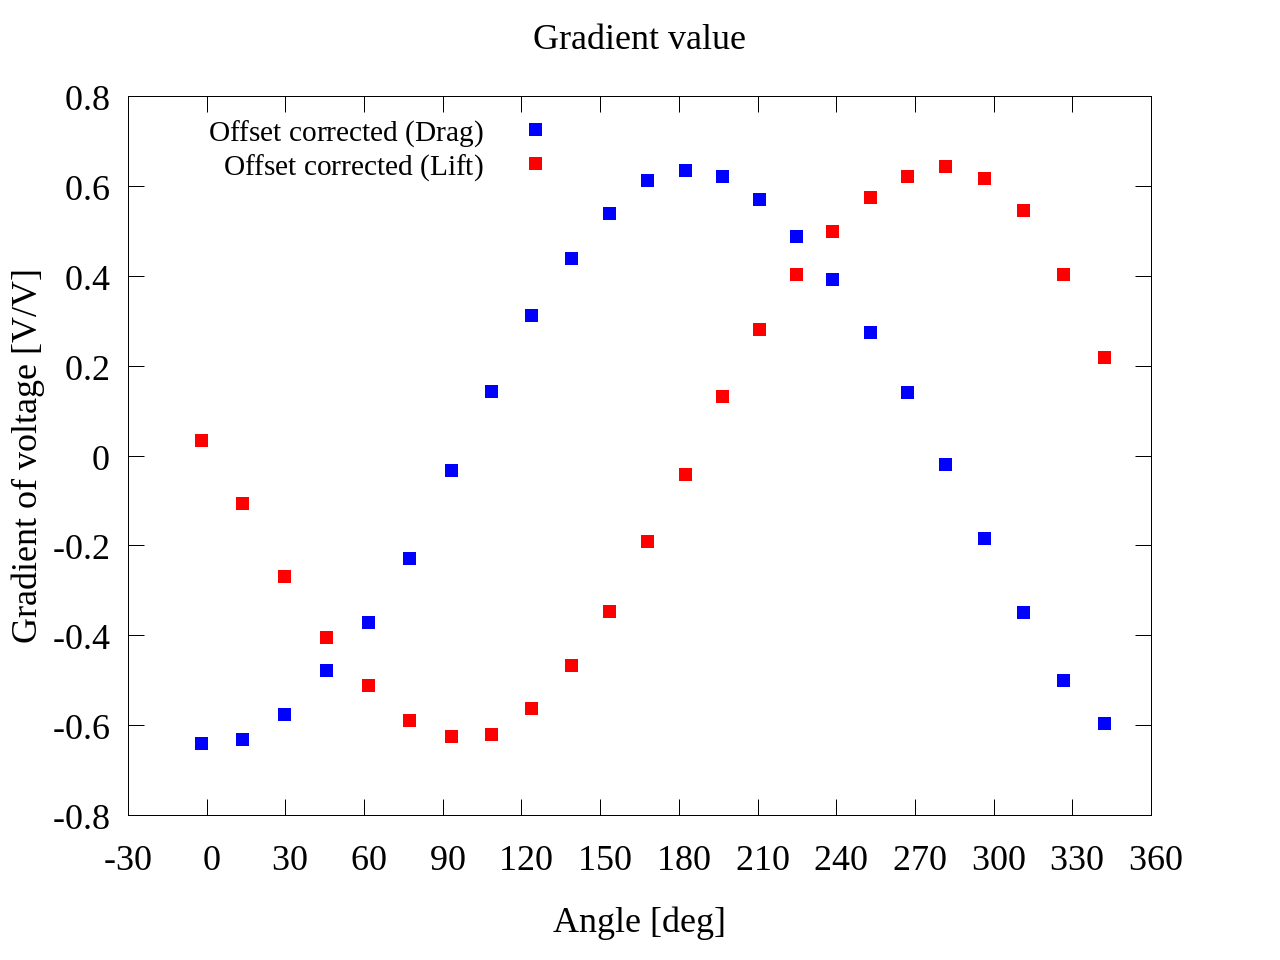 Gradient value
Offset corrected (Drag)
Offset corrected (Lift)
Gradient of voltage [V/V]
0.8
0.6
0.4
0.2
0
-0.2
-0.4
-0.6
-0.8
-30 0 30 60 90 120 150 180 210 240 270 300 330 360
Angle [deg]